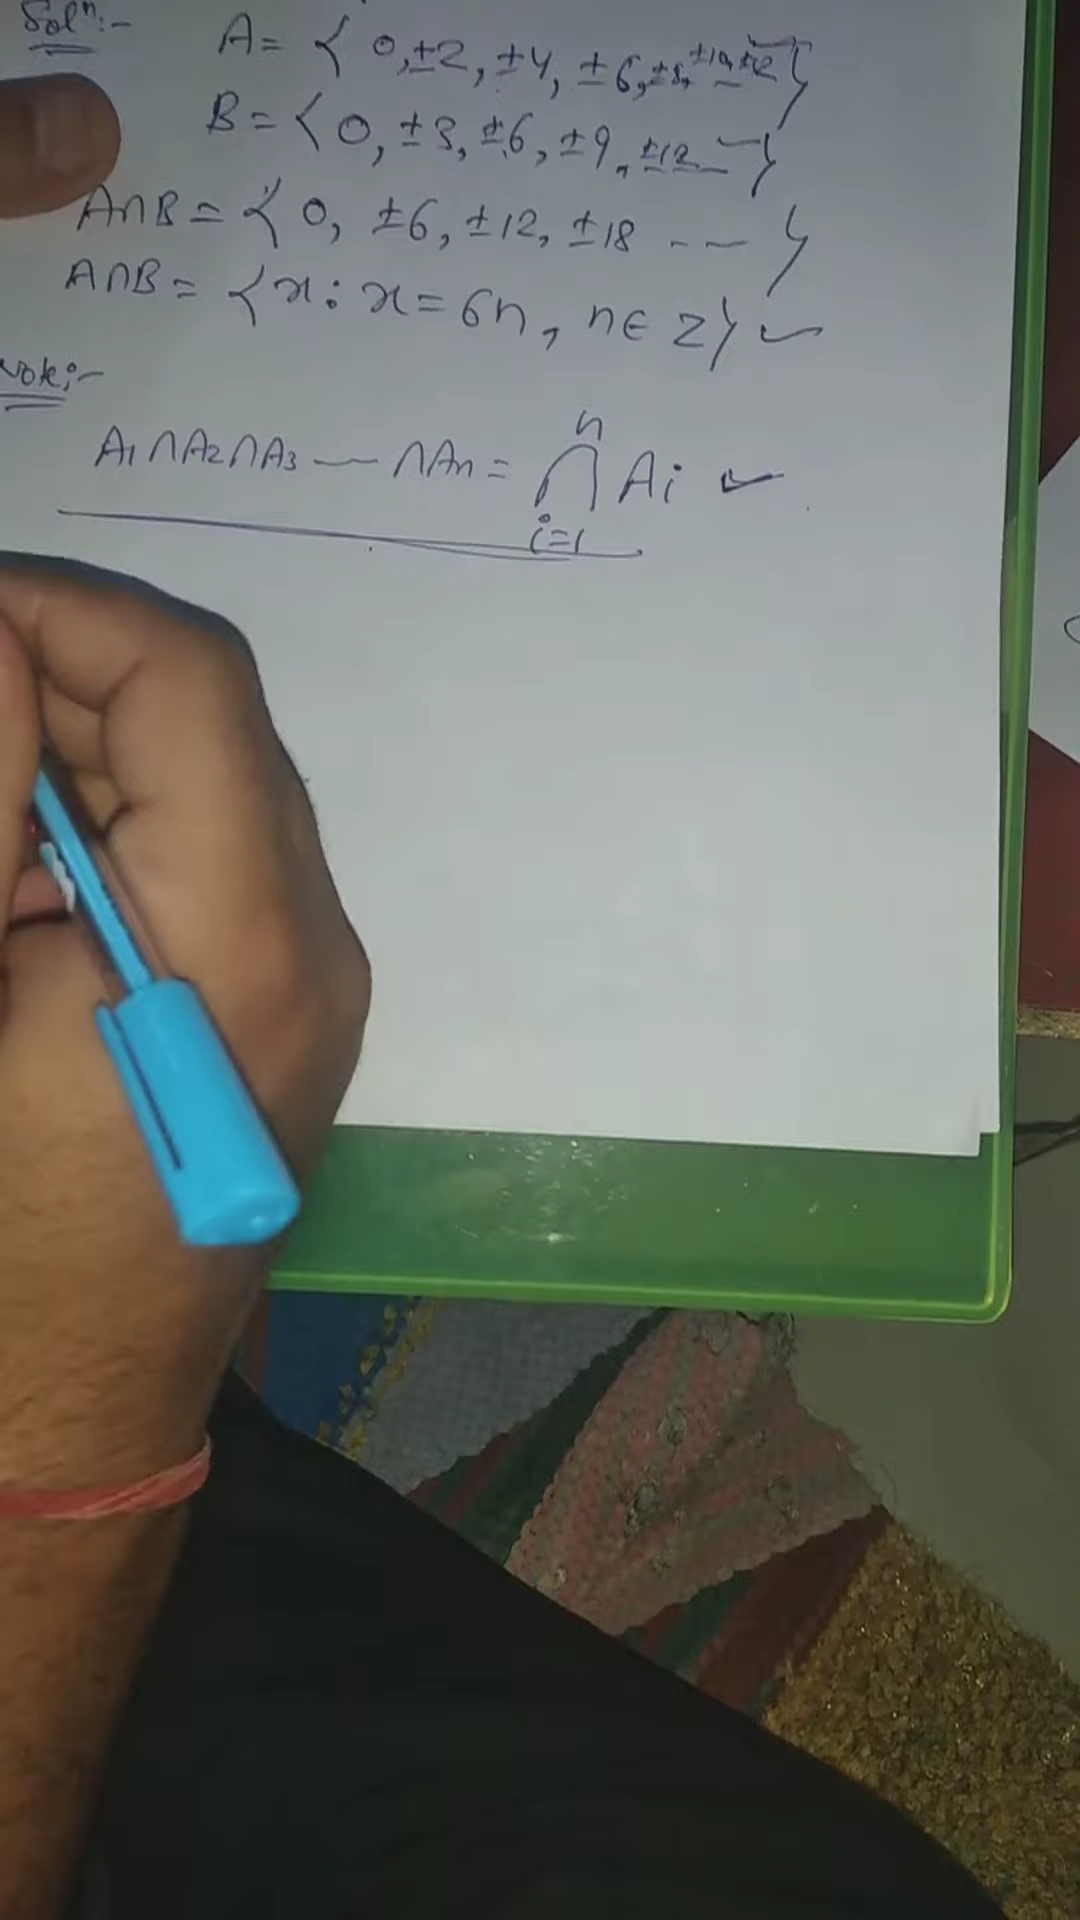 Solⁿ:-
A = { 0, ±2, ±4, ±6, ±8, ±10, ±12 }
B = { 0, ±3, ±6, ±9, ±12 -- }
A∩B = { 0, ±6, ±12, ±18 --- }
A∩B = { x : x = 6n, n ∈ Z } ✓
Note:-
A₁∩A₂∩A₃ --- ∩Aₙ = ⋂ⁿᵢ₌₁ Ai ✓